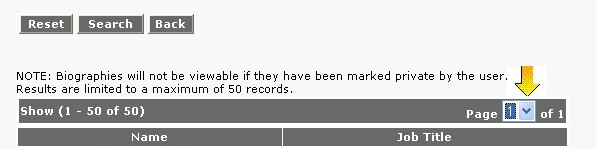 Reset Search Back
NOTE: Biographies will not be viewable if they have been marked private by the user.
Results are limited to a maximum of 50 records.
Show (1 - 50 of 50) Page 1 of 1
Name Job Title